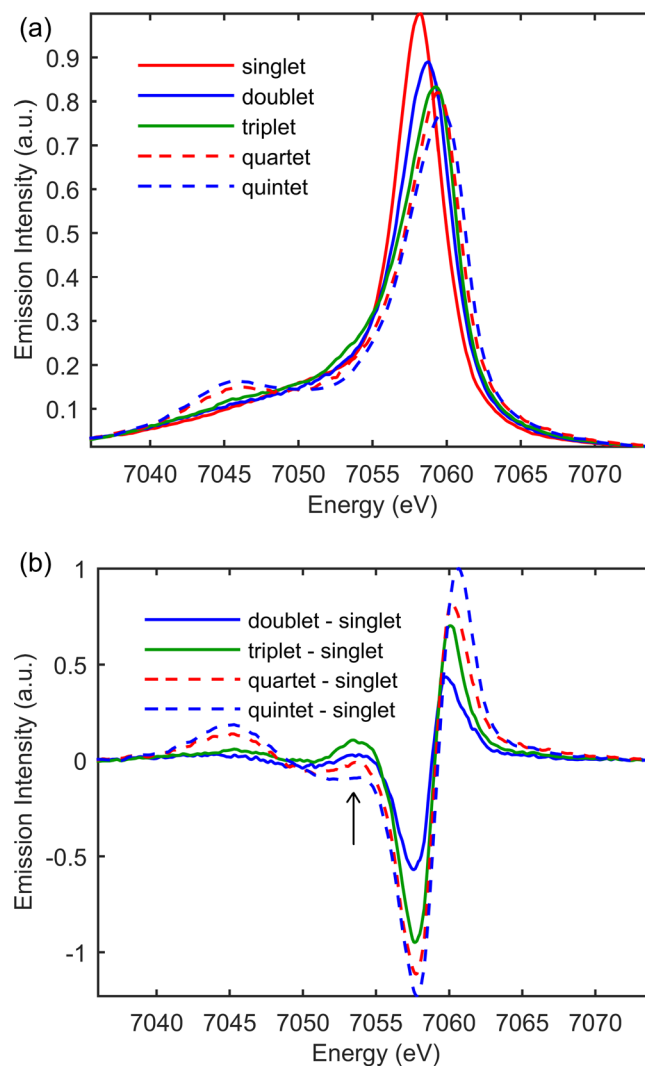 (a)
0.9
0.8
0.7
0.6
0.5
0.4
0.3
0.2
0.1
Emission Intensity (a.u.)
singlet
doublet
triplet
quartet
quintet
7040 7045 7050 7055 7060 7065 7070
Energy (eV)
(b)
1
0.5
0
-0.5
-1
Emission Intensity (a.u.)
doublet - singlet
triplet - singlet
quartet - singlet
quintet - singlet
7040 7045 7050 7055 7060 7065 7070
Energy (eV)